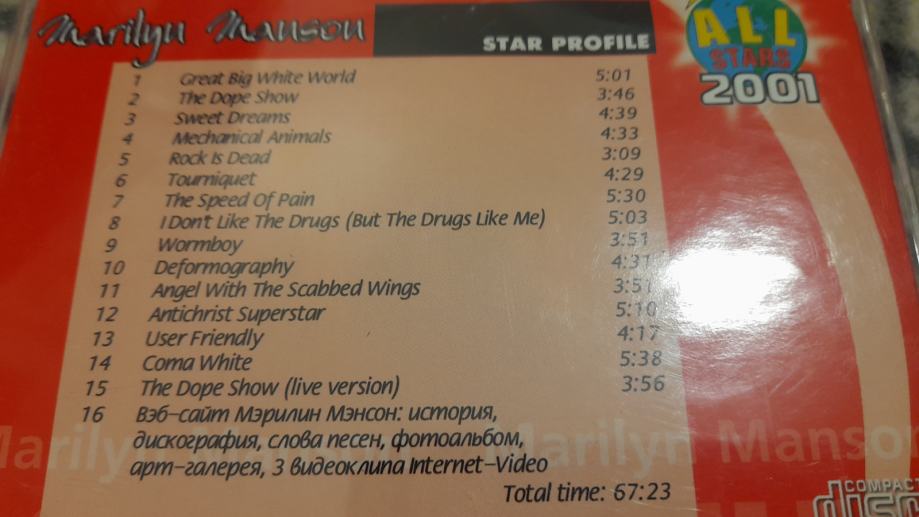 Marilyn Manson
STAR PROFILE
ALL
STARS
2001
1 Great Big White World 5:01
2 The Dope Show 3:46
3 Sweet Dreams 4:39
4 Mechanical Animals 4:33
5 Rock Is Dead 3:09
6 Tourniquet 4:29
7 The Speed Of Pain 5:30
8 I Don't Like The Drugs (But The Drugs Like Me) 5:03
9 Wormboy 3:51
10 Deformography 4:31
11 Angel With The Scabbed Wings 3:51
12 Antichrist Superstar 5:10
13 User Friendly 4:17
14 Coma White 5:38
15 The Dope Show (live version) 3:56
16 Вэб-сайт Мэрилин Мэнсон: история,
дискография, слова песен, фотоальбом,
арт-галерея, 3 видеоклипа Internet-Video
Marilyn Manson Marilyn Manson
Total time: 67:23
COMPACT
disc